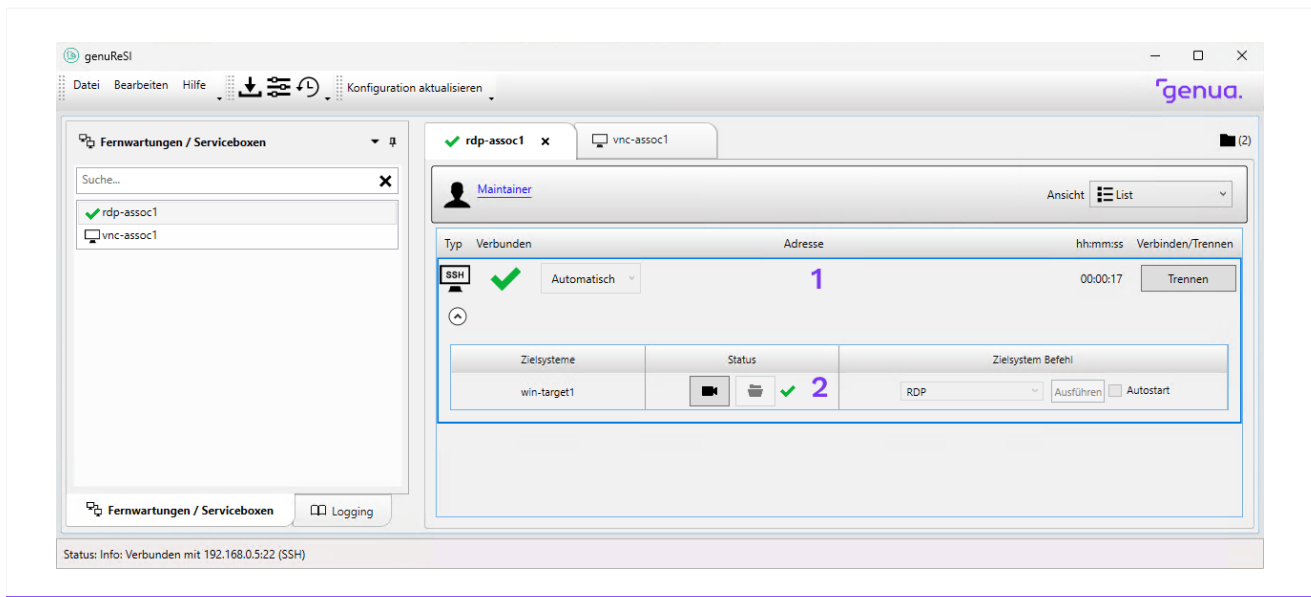 genuReSI
Datei Bearbeiten Hilfe Konfiguration aktualisieren
genua.
Fernwartungen / Serviceboxen
Suche...
rdp-assoc1
vnc-assoc1
Fernwartungen / Serviceboxen Logging
rdp-assoc1 x vnc-assoc1 (2)
Maintainer Ansicht List
Typ Verbunden Adresse hh:mm:ss Verbinden/Trennen
SSH Automatisch 1 00:00:17 Trennen
Zielsysteme Status Zielsystem Befehl
win-target1 2 RDP Ausführen Autostart
Status: Info: Verbunden mit 192.168.0.5:22 (SSH)